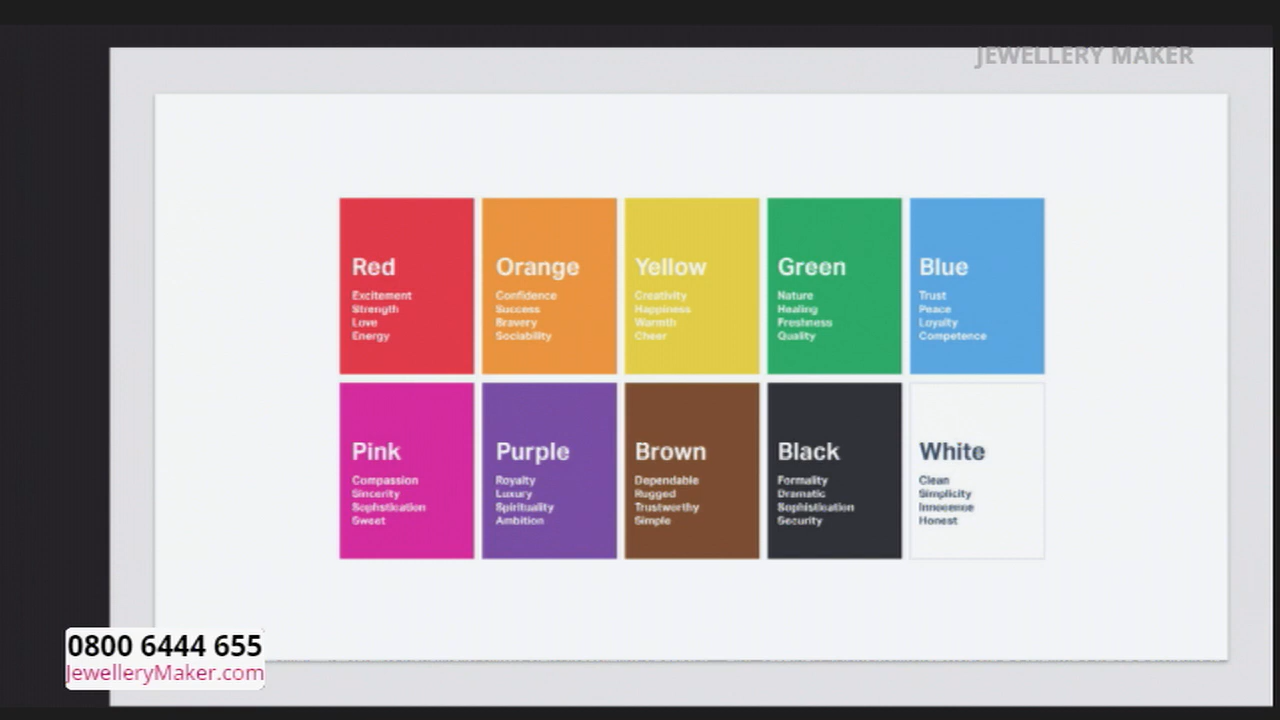 JEWELLERY MAKER
Red
Excitement
Strength
Love
Energy
Orange
Confidence
Success
Bravery
Sociability
Yellow
Creativity
Happiness
Warmth
Cheer
Green
Nature
Healing
Freshness
Quality
Blue
Trust
Peace
Loyalty
Competence
Pink
Compassion
Sincerity
Sophistication
Sweet
Purple
Royalty
Luxury
Spirituality
Ambition
Brown
Dependable
Rugged
Trustworthy
Simple
Black
Formality
Dramatic
Sophistication
Security
White
Clean
Simplicity
Innocence
Honest
0800 6444 655
JewelleryMaker.com